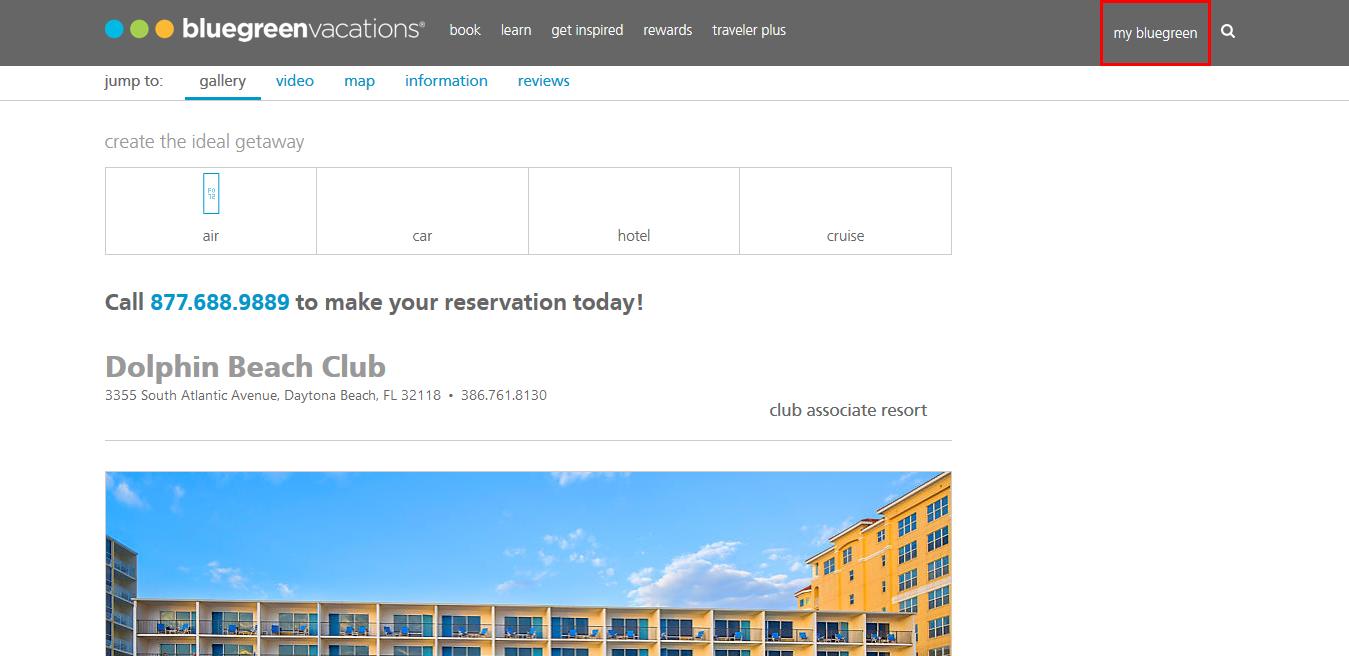 bluegreenvacations®
book learn get inspired rewards traveler plus
my bluegreen
jump to: gallery video map information reviews
create the ideal getaway
air car hotel cruise
Call 877.688.9889 to make your reservation today!
Dolphin Beach Club
3355 South Atlantic Avenue, Daytona Beach, FL 32118 • 386.761.8130
club associate resort